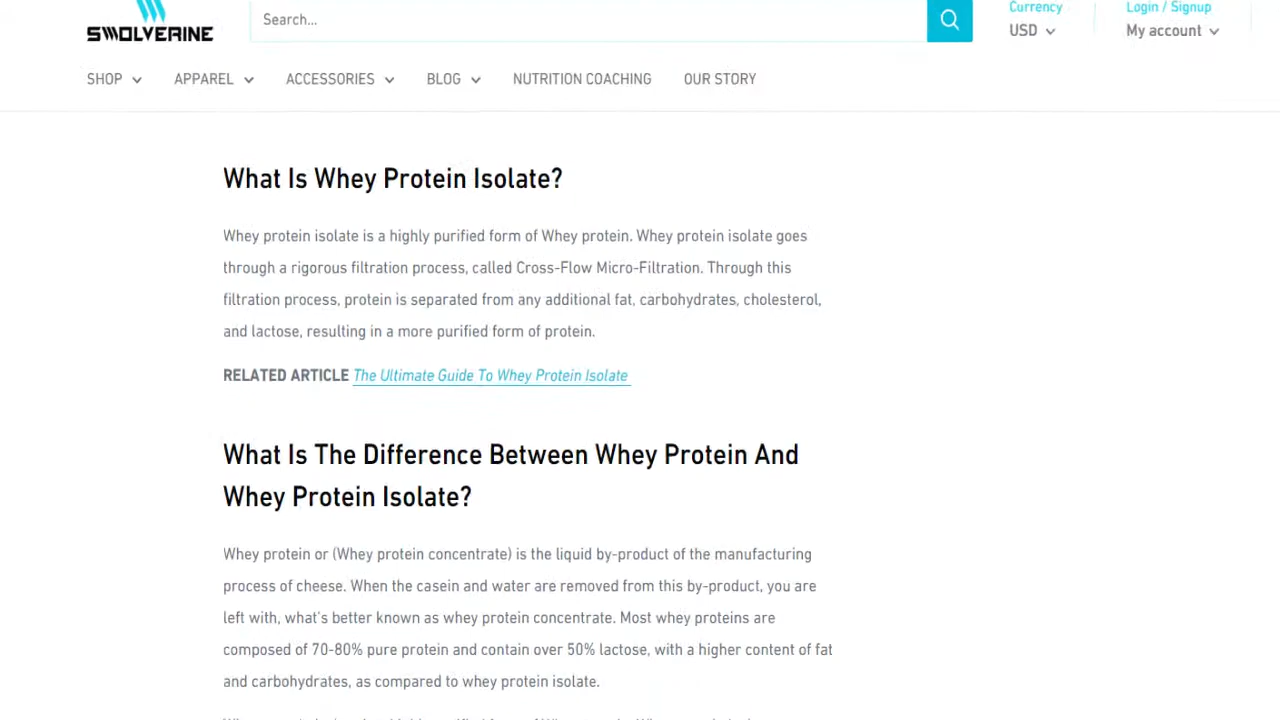 SWOLVERINE
Search...
Currency
USD
Login / Signup
My account
SHOP APPAREL ACCESSORIES BLOG NUTRITION COACHING OUR STORY
What Is Whey Protein Isolate?
Whey protein isolate is a highly purified form of Whey protein. Whey protein isolate goes
through a rigorous filtration process, called Cross-Flow Micro-Filtration. Through this
filtration process, protein is separated from any additional fat, carbohydrates, cholesterol,
and lactose, resulting in a more purified form of protein.
RELATED ARTICLE The Ultimate Guide To Whey Protein Isolate
What Is The Difference Between Whey Protein And
Whey Protein Isolate?
Whey protein or (Whey protein concentrate) is the liquid by-product of the manufacturing
process of cheese. When the casein and water are removed from this by-product, you are
left with, what's better known as whey protein concentrate. Most whey proteins are
composed of 70-80% pure protein and contain over 50% lactose, with a higher content of fat
and carbohydrates, as compared to whey protein isolate.